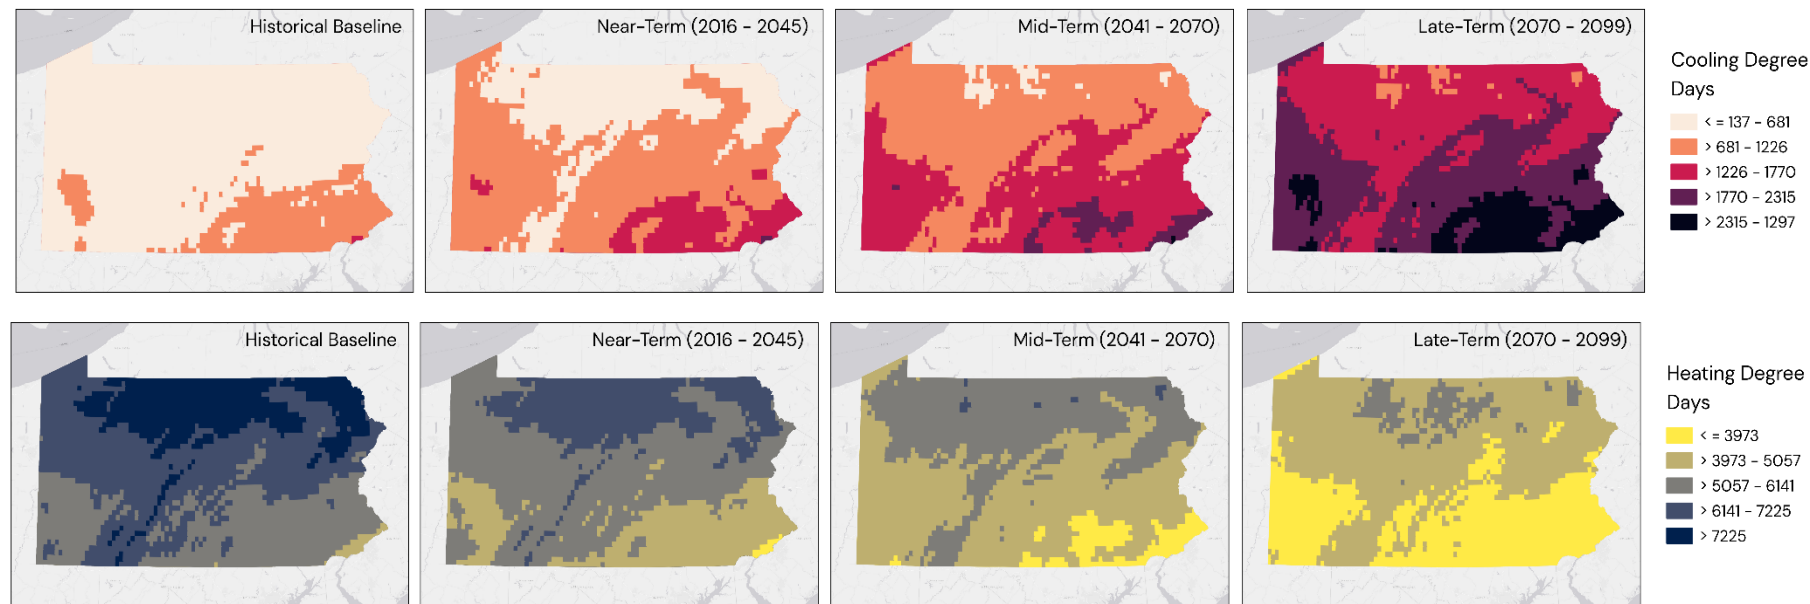 Historical Baseline
Near-Term (2016 - 2045)
Mid-Term (2041 - 2070)
Late-Term (2070 - 2099)
Cooling Degree
Days
< = 137 - 681
> 681 - 1226
> 1226 - 1770
> 1770 - 2315
> 2315 - 1297
Historical Baseline
Near-Term (2016 - 2045)
Mid-Term (2041 - 2070)
Late-Term (2070 - 2099)
Heating Degree
Days
< = 3973
> 3973 - 5057
> 5057 - 6141
> 6141 - 7225
> 7225